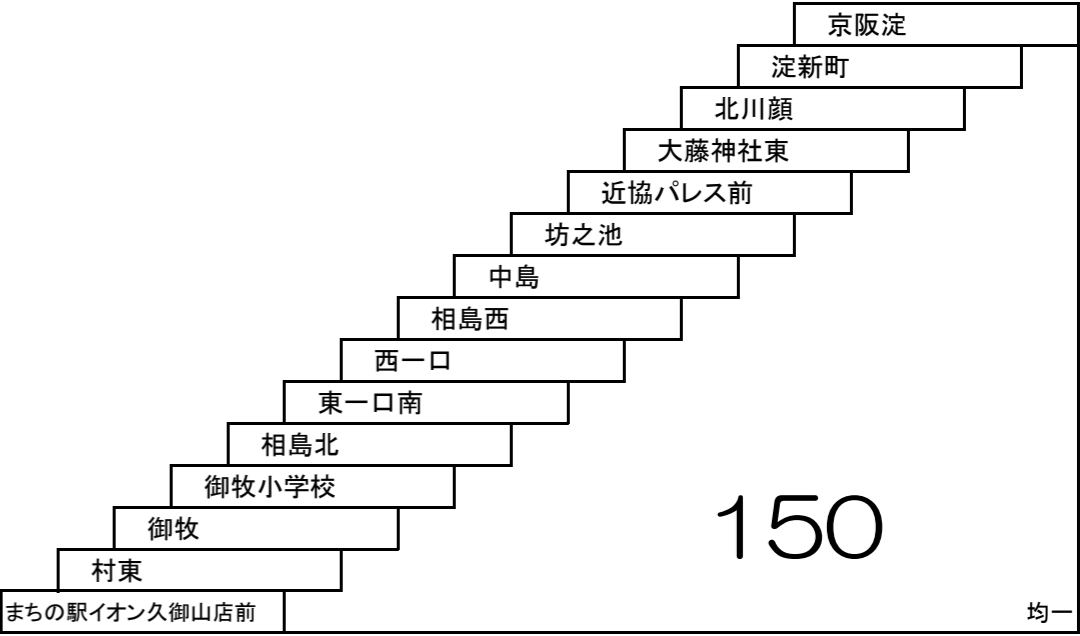 京阪淀
淀新町
北川顔
大藤神社東
近協パレス前
坊之池
中島
相島西
西一口
東一口南
相島北
御牧小学校
御牧
村東
まちの駅イオン久御山店前
150
均一